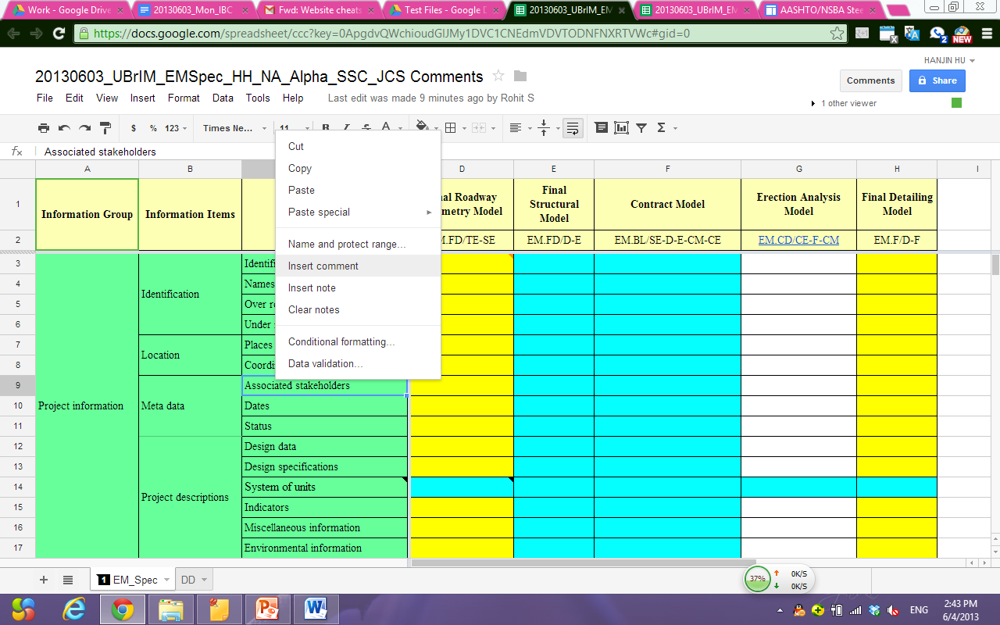 Work - Google Drive
20130603_Mon_IBC
Fwd: Website cheats
Test Files - Google D
20130603_UBrIM_EM
20130603_UBrIM_EM
AASHTO/NSBA Stee
https://docs.google.com/spreadsheet/ccc?key=0ApgdvQWchioudGlJMy1DVC1CNEdmVDVTODNFNXRTVWc#gid=0
X
2
NEW
HANJIN HU
20130603_UBrIM_EMSpec_HH_NA_Alpha_SSC_JCS Comments
Comments
Share
File Edit View Insert Format Data Tools Help Last edit was made 9 minutes ago by Rohit S
1 other viewer
$ % 123 Times Ne... 11 B I S A Σ
fx Associated stakeholders
A B D E F G H I
1 Information Group Information Items al Roadway metry Model Final Structural Model Contract Model Erection Analysis Model Final Detailing Model
2 M.FD/TE-SE EM.FD/D-E EM.BL/SE-D-E-CM-CE EM.CD/CE-F-CM EM.F/D-F
Cut
Copy
Paste
Paste special
Name and protect range...
Insert comment
Insert note
Clear notes
Conditional formatting...
Data validation...
3 Identifi
4 Identification Names
5 Over r
6 Under
7 Location Places
8 Coordi
9 Associated stakeholders
10 Project information Meta data Dates
11 Status
12 Design data
13 Design specifications
14 Project descriptions System of units
15 Indicators
16 Miscellaneous information
17 Environmental information
+ 1 EM_Spec DD
37% 0K/S
0K/S
ENG
2:43 PM
6/4/2013